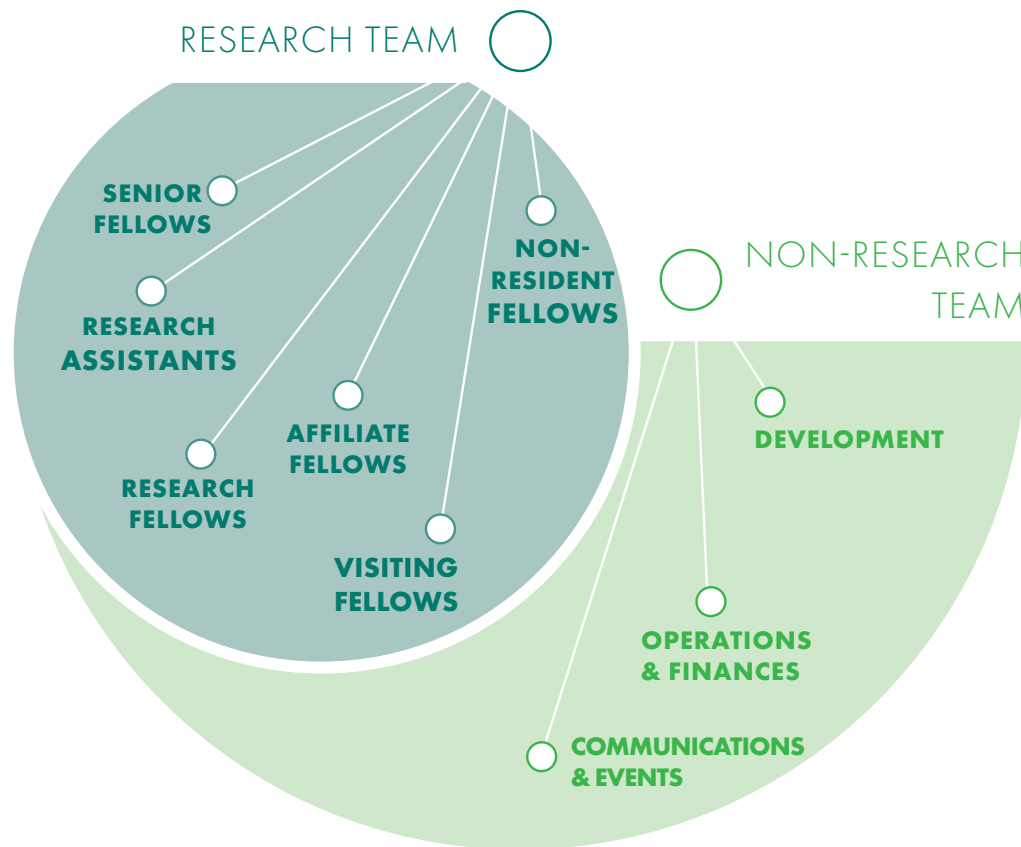 RESEARCH TEAM
SENIOR
FELLOWS
RESEARCH
ASSISTANTS
RESEARCH
FELLOWS
AFFILIATE
FELLOWS
VISITING
FELLOWS
NON-
RESIDENT
FELLOWS
NON-RESEARCH
TEAM
DEVELOPMENT
OPERATIONS
& FINANCES
COMMUNICATIONS
& EVENTS